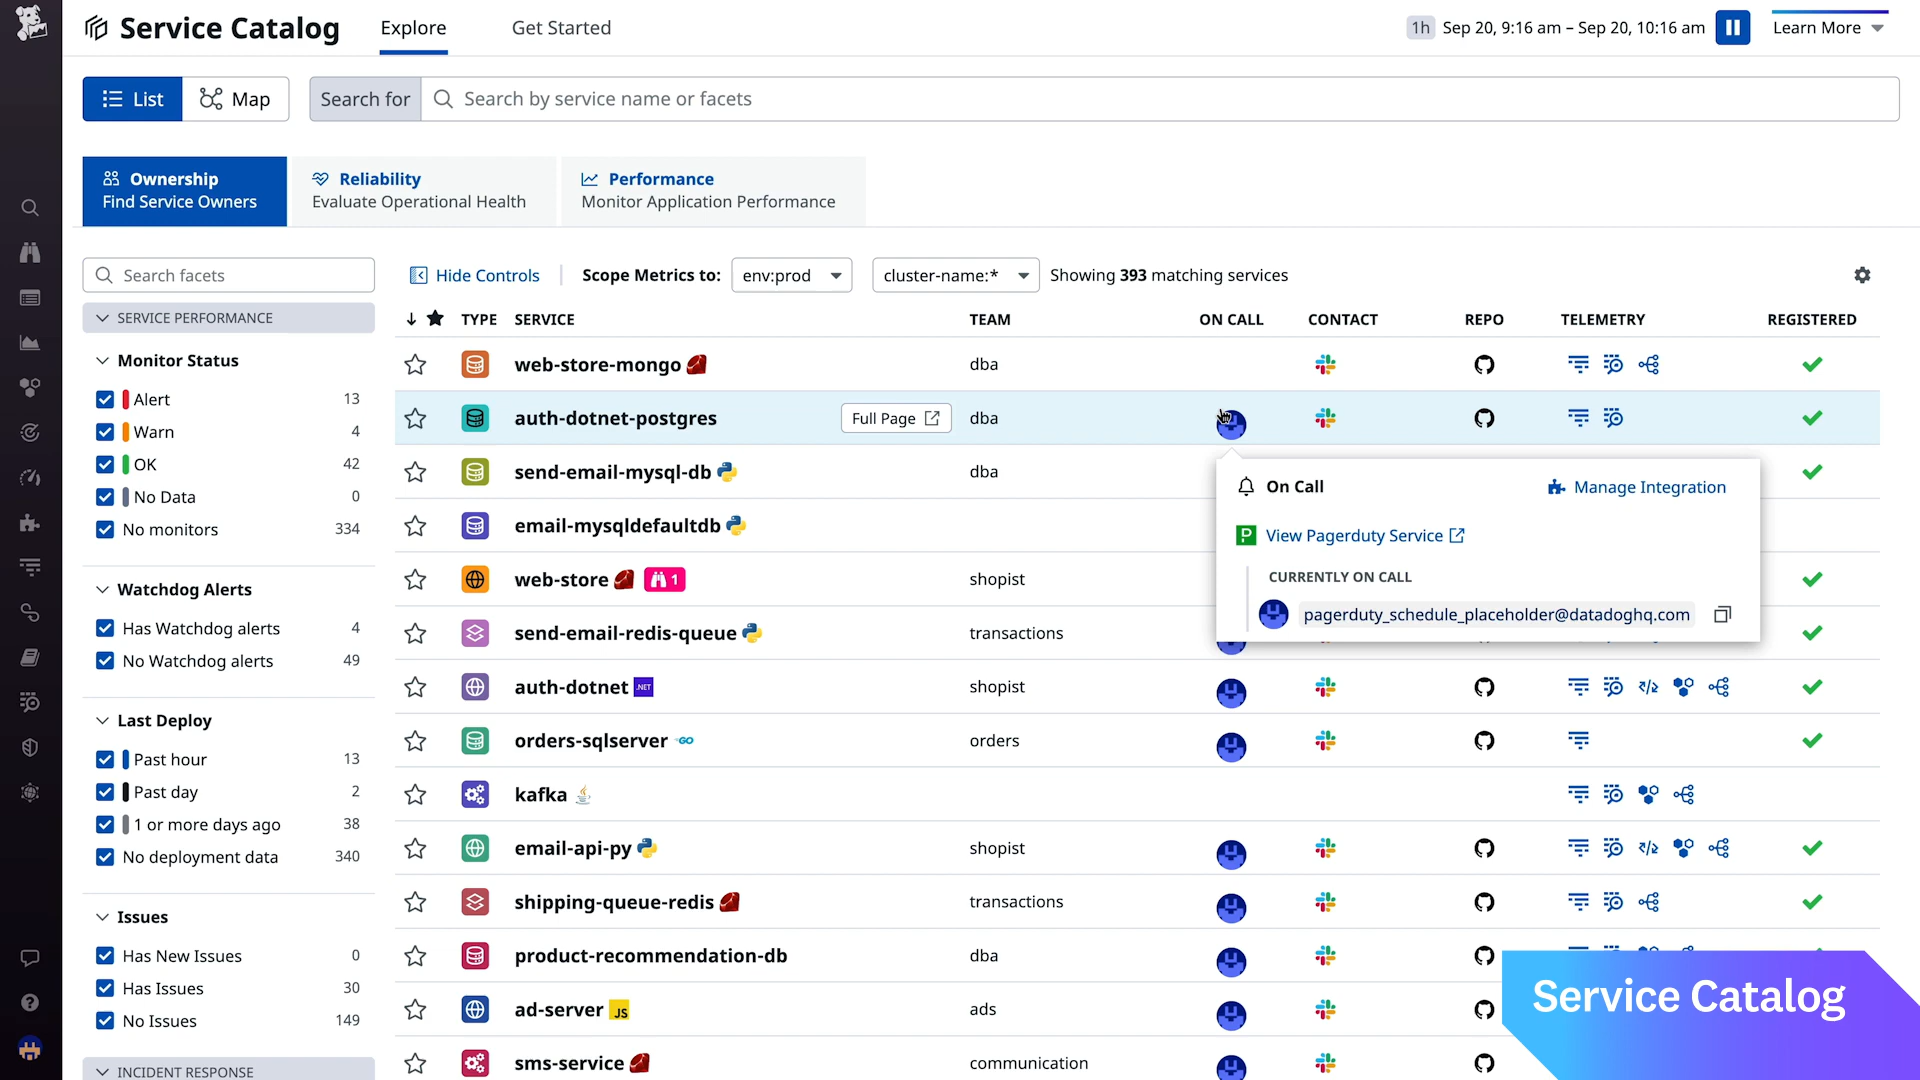 Service Catalog
Explore
Get Started
1h Sep 20, 9:16 am – Sep 20, 10:16 am
Learn More
List
Map
Search for
Search by service name or facets
Ownership
Find Service Owners
Reliability
Evaluate Operational Health
Performance
Monitor Application Performance
Search facets
Hide Controls
Scope Metrics to:
env:prod
cluster-name:*
Showing 393 matching services
SERVICE PERFORMANCE
Monitor Status
Alert 13
Warn 4
OK 42
No Data 0
No monitors 334
Watchdog Alerts
Has Watchdog alerts 4
No Watchdog alerts 49
Last Deploy
Past hour 13
Past day 2
1 or more days ago 38
No deployment data 340
Issues
Has New Issues 0
Has Issues 30
No Issues 149
INCIDENT RESPONSE
TYPE SERVICE TEAM ON CALL CONTACT REPO TELEMETRY REGISTERED
web-store-mongo dba
auth-dotnet-postgres Full Page dba
send-email-mysql-db dba
email-mysqldefaultdb
web-store 1 shopist
send-email-redis-queue transactions
auth-dotnet .NET shopist
orders-sqlserver GO orders
kafka
email-api-py shopist
shipping-queue-redis transactions
product-recommendation-db dba
ad-server JS ads
sms-service communication
On Call
Manage Integration
P View Pagerduty Service
CURRENTLY ON CALL
pagerduty_schedule_placeholder@datadoghq.com
Service Catalog